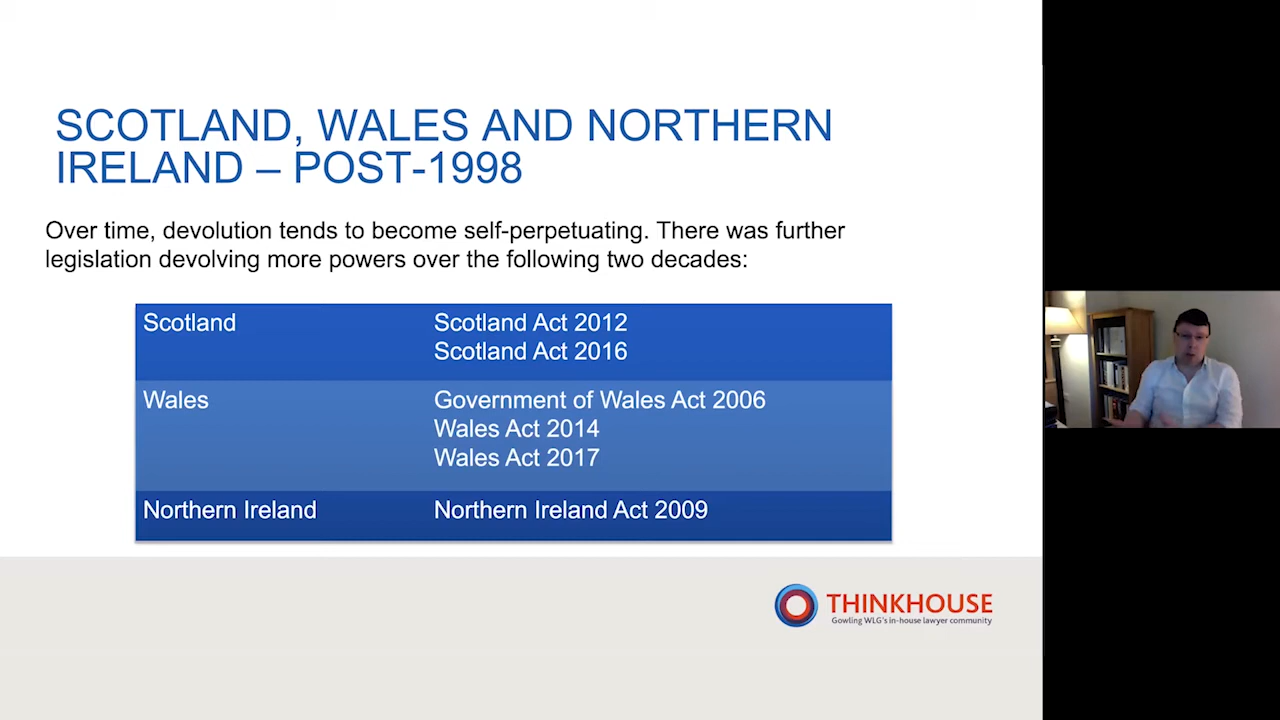 SCOTLAND, WALES AND NORTHERN
IRELAND – POST-1998
Over time, devolution tends to become self-perpetuating. There was further
legislation devolving more powers over the following two decades:
Scotland
Scotland Act 2012
Scotland Act 2016
Wales
Government of Wales Act 2006
Wales Act 2014
Wales Act 2017
Northern Ireland
Northern Ireland Act 2009
THINKHOUSE
Gowling WLG's in-house lawyer community